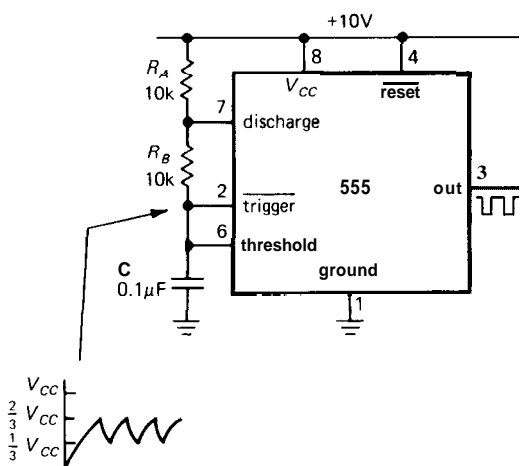 +10V
R_A
10k
8
4
V_CC
reset
7
discharge
R_B
10k
555
3
out
2
trigger
6
threshold
C
0.1μF
ground
1
V_CC
2/3 V_CC
1/3 V_CC